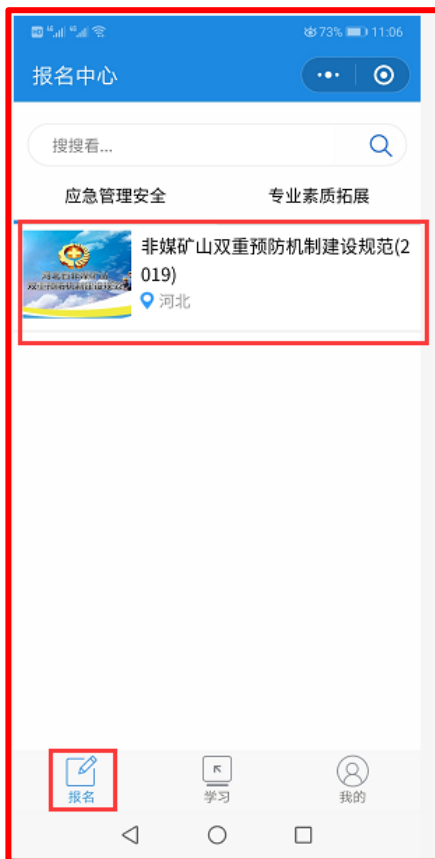 73% 11:06
报名中心
搜搜看...
应急管理安全
专业素质拓展
非媒矿山双重预防机制建设规范(2
019)
河北
报名
学习
我的